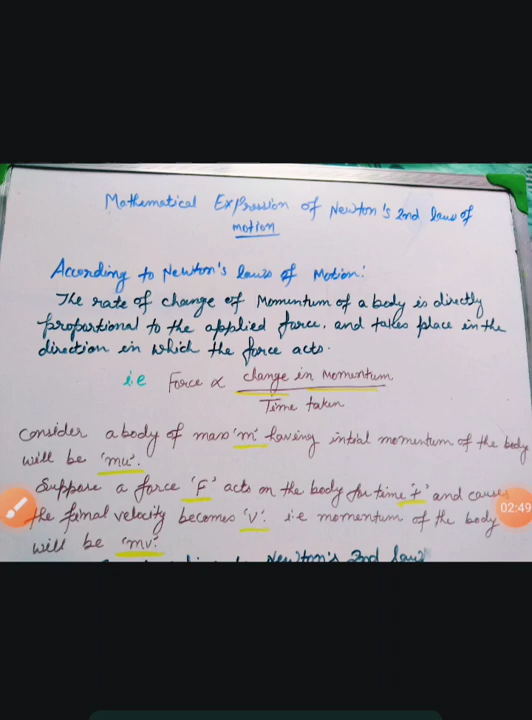 Mathematical Expression of Newton's 2nd laws of
motion
According to Newton's laws of Motion:
The rate of change of Momentum of a body is directly
proportional to the applied force, and takes place in the
direction in which the force acts.
i.e Force ∝ change in Momentum
Time taken
Consider a body of mass 'm' having initial momentum of the body
will be 'mu'.
Suppose a force 'F' acts on the body for time 't' and causes
the final velocity becomes 'V'. i.e momentum of the body
02:49
will be 'mv'.
Newton's 2nd law